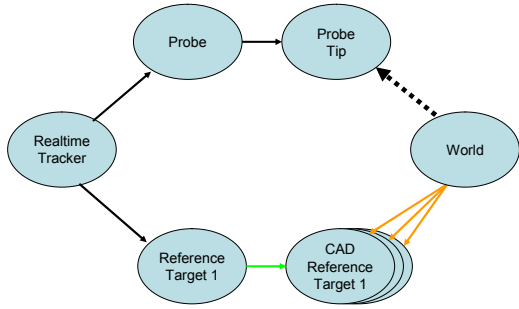 Probe
Probe
Tip
Realtime
Tracker
World
Reference
Target 1
CAD
Reference
Target 1